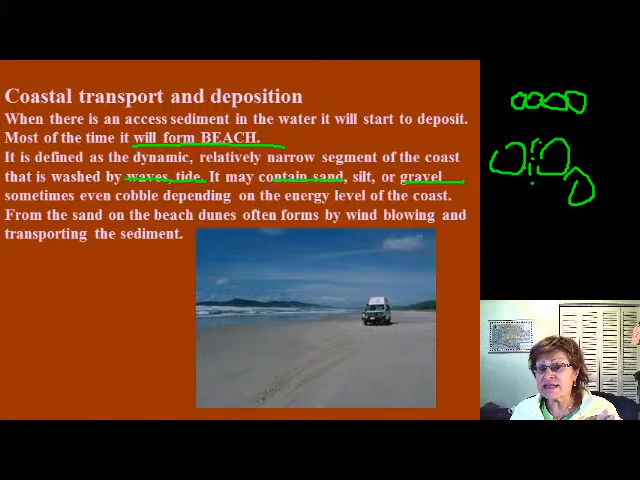 Coastal transport and deposition
When there is an access sediment in the water it will start to deposit.
Most of the time it will form BEACH.
It is defined as the dynamic, relatively narrow segment of the coast
that is washed by waves, tide. It may contain sand, silt, or gravel
sometimes even cobble depending on the energy level of the coast.
From the sand on the beach dunes often forms by wind blowing and
transporting the sediment.